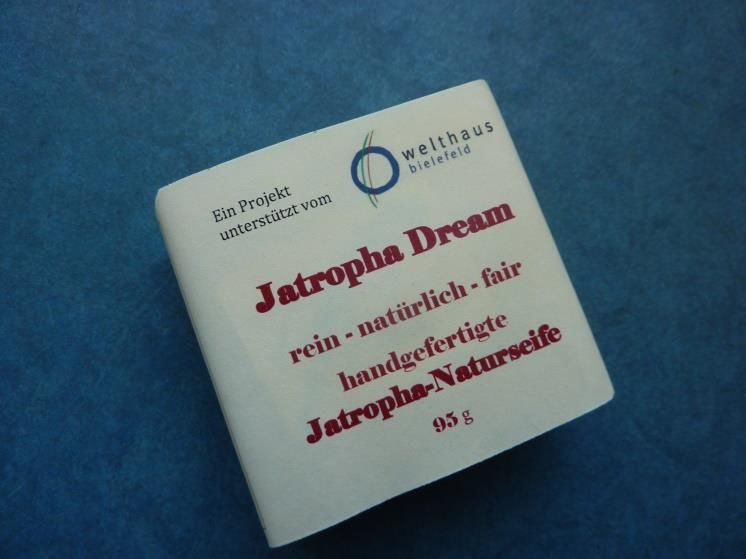 Ein Projekt
unterstützt vom
welthaus
bielefeld
Jatropha Dream
rein - natürlich - fair
handgefertigte
Jatropha-Naturseife
95 g